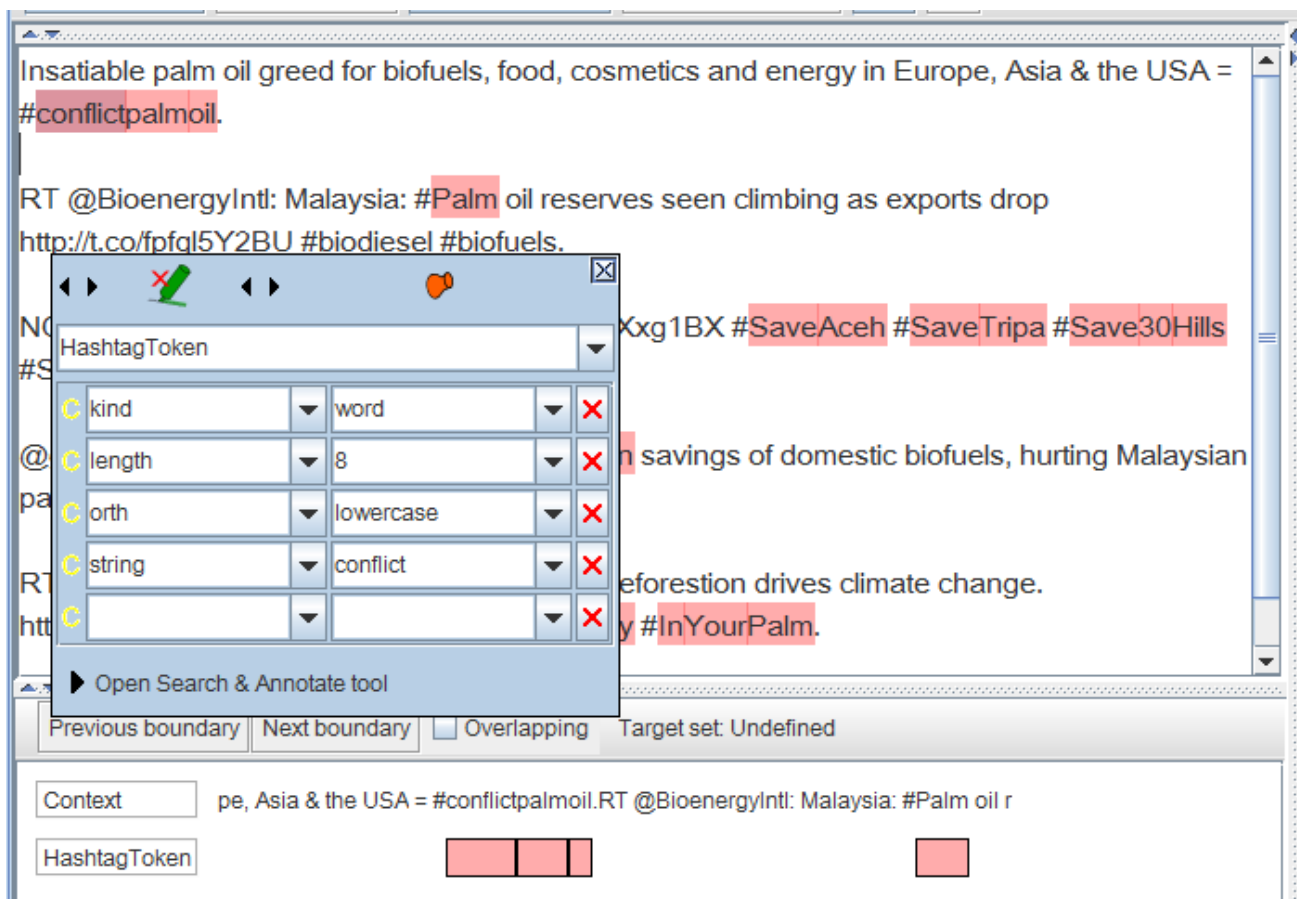 Insatiable palm oil greed for biofuels, food, cosmetics and energy in Europe, Asia & the USA =
#conflictpalmoil.
RT @BioenergyIntl: Malaysia: #Palm oil reserves seen climbing as exports drop
http://t.co/fpfgl5Y2BU #biodiesel #biofuels.
Xxg1BX #SaveAceh #SaveTripa #Save30Hills
#S
HashtagToken
C kind word
C length 8
@ n savings of domestic biofuels, hurting Malaysian
pa
C orth lowercase
C string conflict
RT eforestion drives climate change.
C
htt y #InYourPalm.
Open Search & Annotate tool
Previous boundary Next boundary Overlapping Target set: Undefined
Context pe, Asia & the USA = #conflictpalmoil.RT @BioenergyIntl: Malaysia: #Palm oil r
HashtagToken